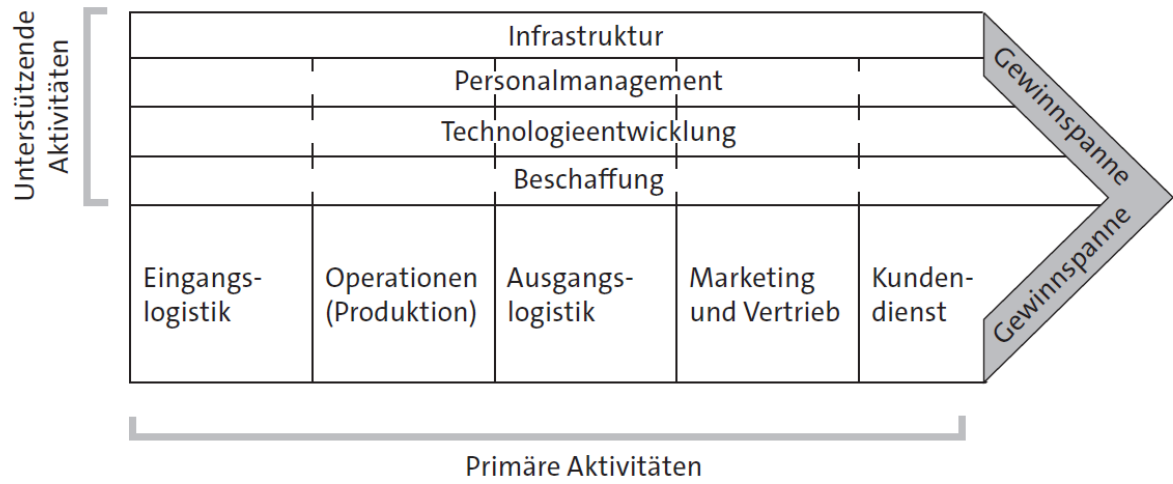 Unterstützende
Aktivitäten
Infrastruktur
Personalmanagement
Technologieentwicklung
Beschaffung
Gewinnspanne
Gewinnspanne
Eingangs-
logistik
Operationen
(Produktion)
Ausgangs-
logistik
Marketing
und Vertrieb
Kunden-
dienst
Primäre Aktivitäten